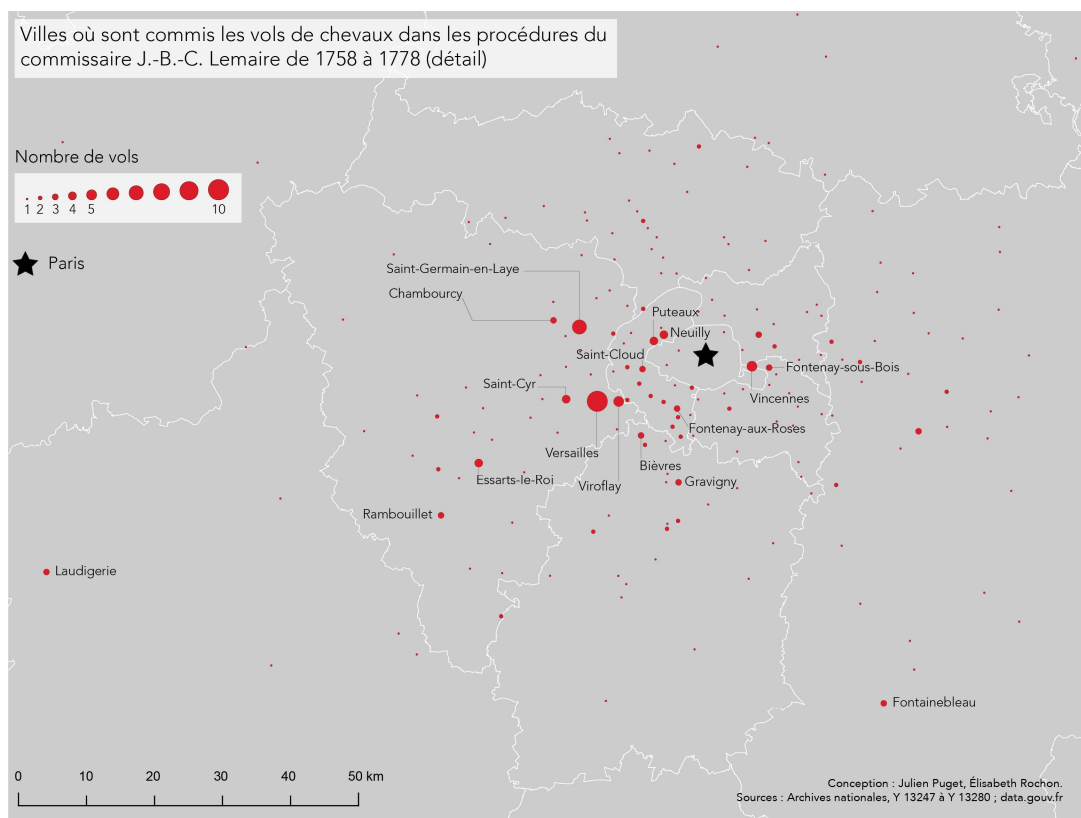 Villes où sont commis les vols de chevaux dans les procédures du
commissaire J.-B.-C. Lemaire de 1758 à 1778 (détail)
Nombre de vols
1 2 3 4 5 10
Paris
Saint-Germain-en-Laye
Chambourcy
Puteaux
Neuilly
Saint-Cloud
Fontenay-sous-Bois
Saint-Cyr
Vincennes
Fontenay-aux-Roses
Versailles
Bièvres
Essarts-le-Roi
Viroflay
Gravigny
Rambouillet
Laudigerie
Fontainebleau
0 10 20 30 40 50 km
Conception : Julien Puget, Élisabeth Rochon.
Sources : Archives nationales, Y 13247 à Y 13280 ; data.gouv.fr